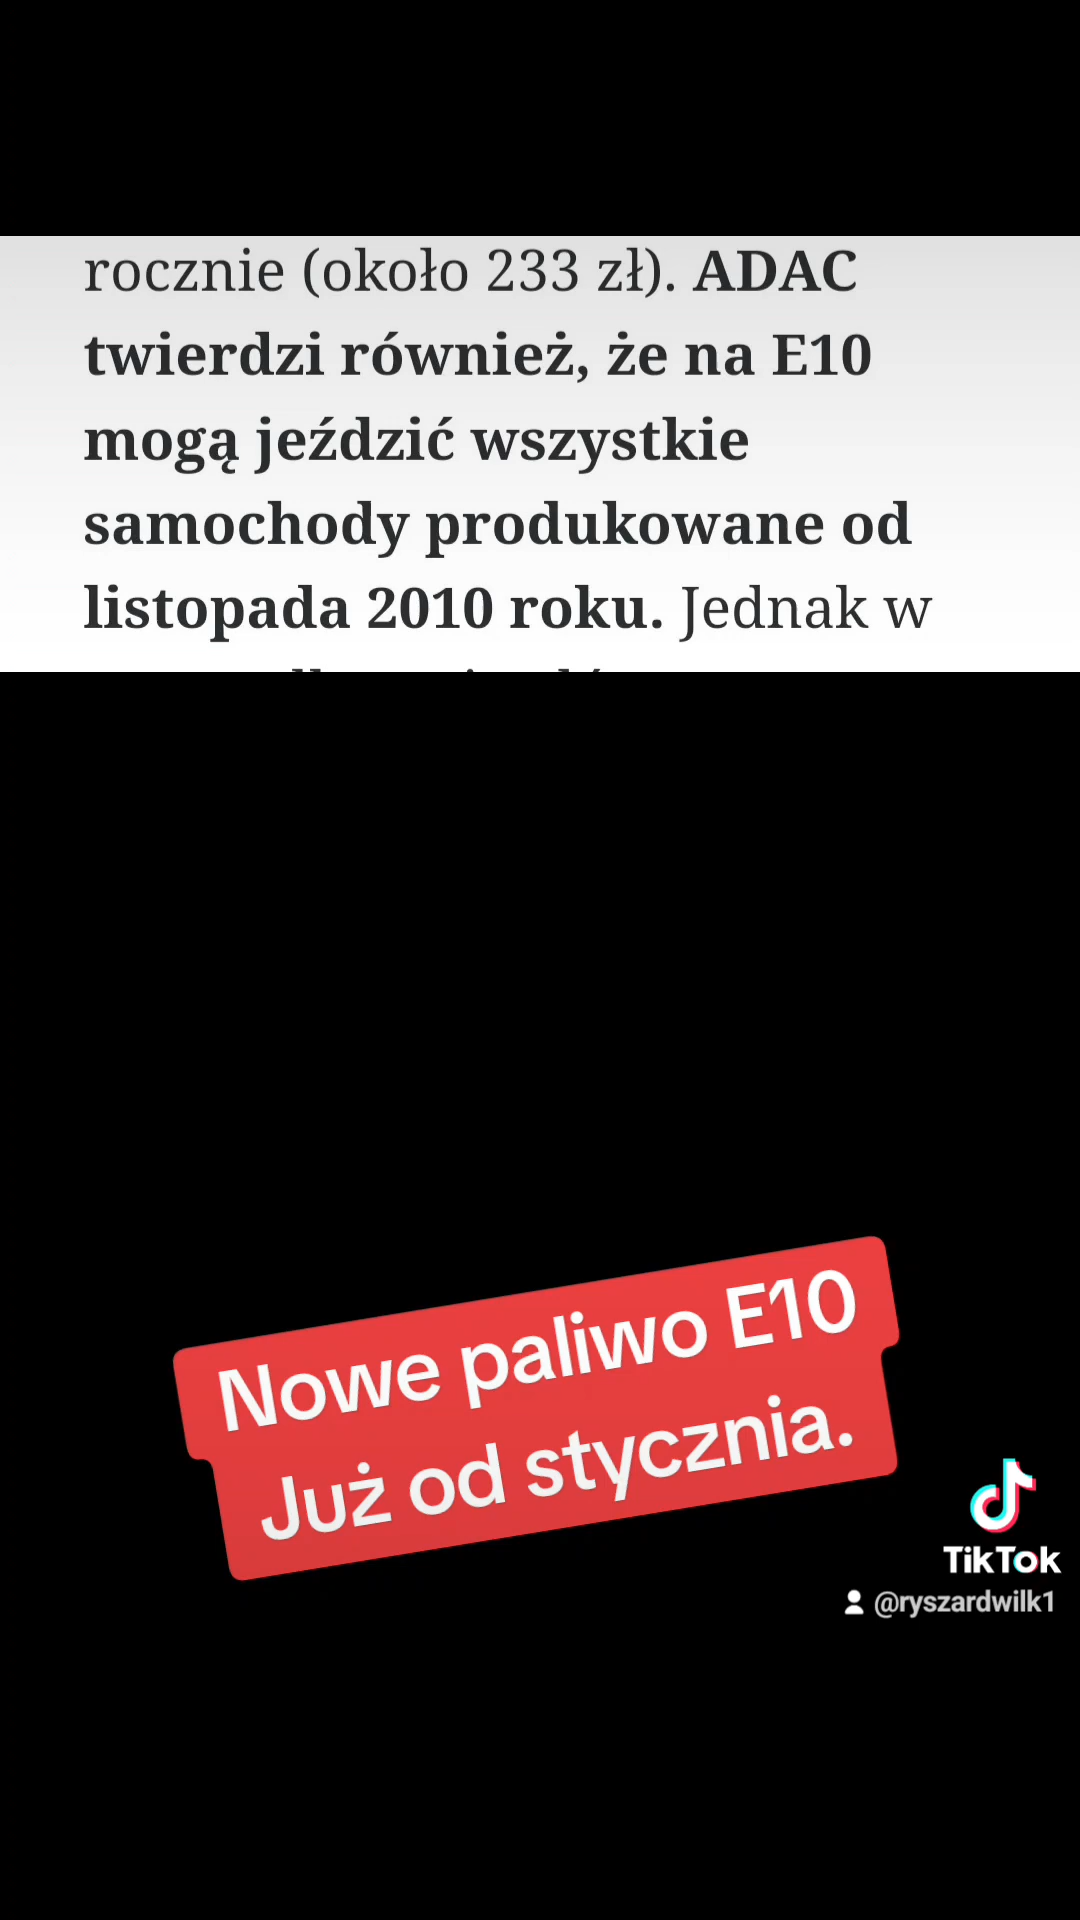 rocznie (około 233 zł). ADAC
twierdzi również, że na E10
mogą jeździć wszystkie
samochody produkowane od
listopada 2010 roku. Jednak w
Nowe paliwo E10
Już od stycznia.
TikTok
@ryszardwilk1